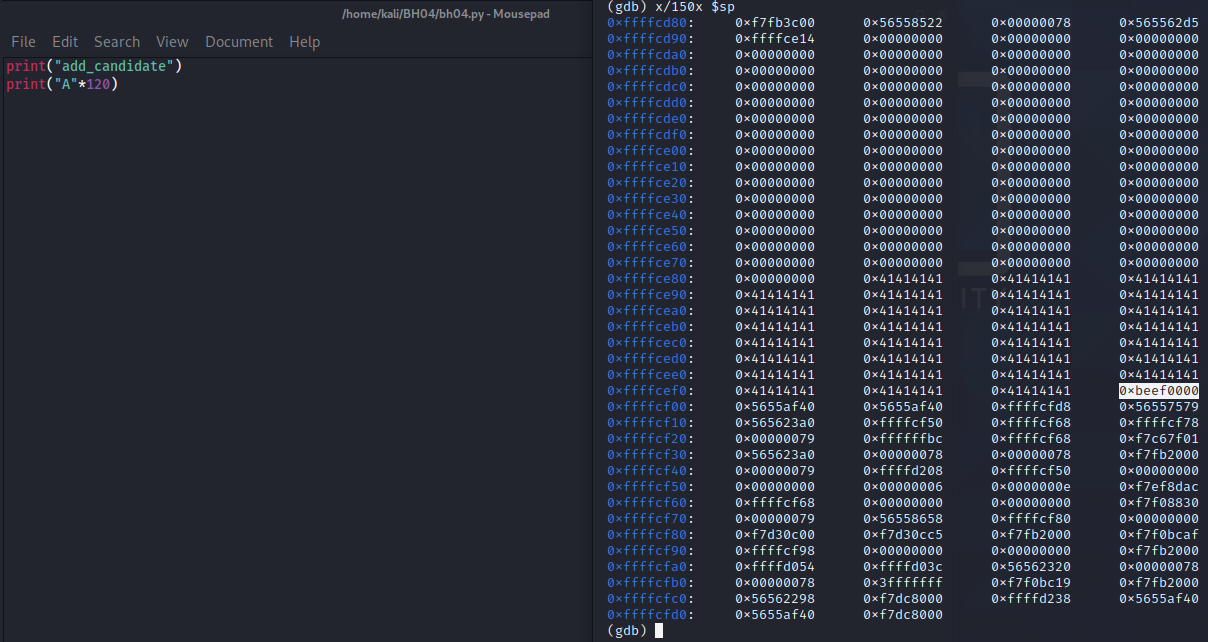 /home/kali/BH04/bh04.py - Mousepad
File Edit Search View Document Help
print("add_candidate")
print("A"*120)
(gdb) x/150x $sp
0xffffcd80: 0xf7fb3c00 0x56558522 0x00000078 0x565562d5
0xffffcd90: 0xffffce14 0x00000000 0x00000000 0x00000000
0xffffcda0: 0x00000000 0x00000000 0x00000000 0x00000000
0xffffcdb0: 0x00000000 0x00000000 0x00000000 0x00000000
0xffffcdc0: 0x00000000 0x00000000 0x00000000 0x00000000
0xffffcdd0: 0x00000000 0x00000000 0x00000000 0x00000000
0xffffcde0: 0x00000000 0x00000000 0x00000000 0x00000000
0xffffcdf0: 0x00000000 0x00000000 0x00000000 0x00000000
0xffffce00: 0x00000000 0x00000000 0x00000000 0x00000000
0xffffce10: 0x00000000 0x00000000 0x00000000 0x00000000
0xffffce20: 0x00000000 0x00000000 0x00000000 0x00000000
0xffffce30: 0x00000000 0x00000000 0x00000000 0x00000000
0xffffce40: 0x00000000 0x00000000 0x00000000 0x00000000
0xffffce50: 0x00000000 0x00000000 0x00000000 0x00000000
0xffffce60: 0x00000000 0x00000000 0x00000000 0x00000000
0xffffce70: 0x00000000 0x00000000 0x00000000 0x00000000
0xffffce80: 0x00000000 0x41414141 0x41414141 0x41414141
0xffffce90: 0x41414141 0x41414141 0x41414141 0x41414141
0xffffcea0: 0x41414141 0x41414141 0x41414141 0x41414141
0xffffceb0: 0x41414141 0x41414141 0x41414141 0x41414141
0xffffcec0: 0x41414141 0x41414141 0x41414141 0x41414141
0xffffced0: 0x41414141 0x41414141 0x41414141 0x41414141
0xffffcee0: 0x41414141 0x41414141 0x41414141 0x41414141
0xffffcef0: 0x41414141 0x41414141 0x41414141 0xbeef0000
0xffffcf00: 0x5655af40 0x5655af40 0xffffcfd8 0x56557579
0xffffcf10: 0x565623a0 0xffffcf50 0xffffcf68 0xffffcf78
0xffffcf20: 0x00000079 0xffffffbc 0xffffcf68 0xf7c67f01
0xffffcf30: 0x565623a0 0x00000078 0x00000078 0xf7fb2000
0xffffcf40: 0x00000079 0xffffd208 0xffffcf50 0x00000000
0xffffcf50: 0x00000000 0x00000006 0x0000000e 0xf7ef8dac
0xffffcf60: 0xffffcf68 0x00000000 0x00000000 0xf7f08830
0xffffcf70: 0x00000079 0x56558658 0xffffcf80 0x00000000
0xffffcf80: 0xf7d30c00 0xf7d30cc5 0xf7fb2000 0xf7f0bcaf
0xffffcf90: 0xffffcf98 0x00000000 0x00000000 0xf7fb2000
0xffffcfa0: 0xffffd054 0xffffd03c 0x56562320 0x00000078
0xffffcfb0: 0x00000078 0x3fffffff 0xf7f0bc19 0xf7fb2000
0xffffcfc0: 0x56562298 0xf7dc8000 0xffffd238 0x5655af40
0xffffcfd0: 0x5655af40 0xf7dc8000
(gdb)